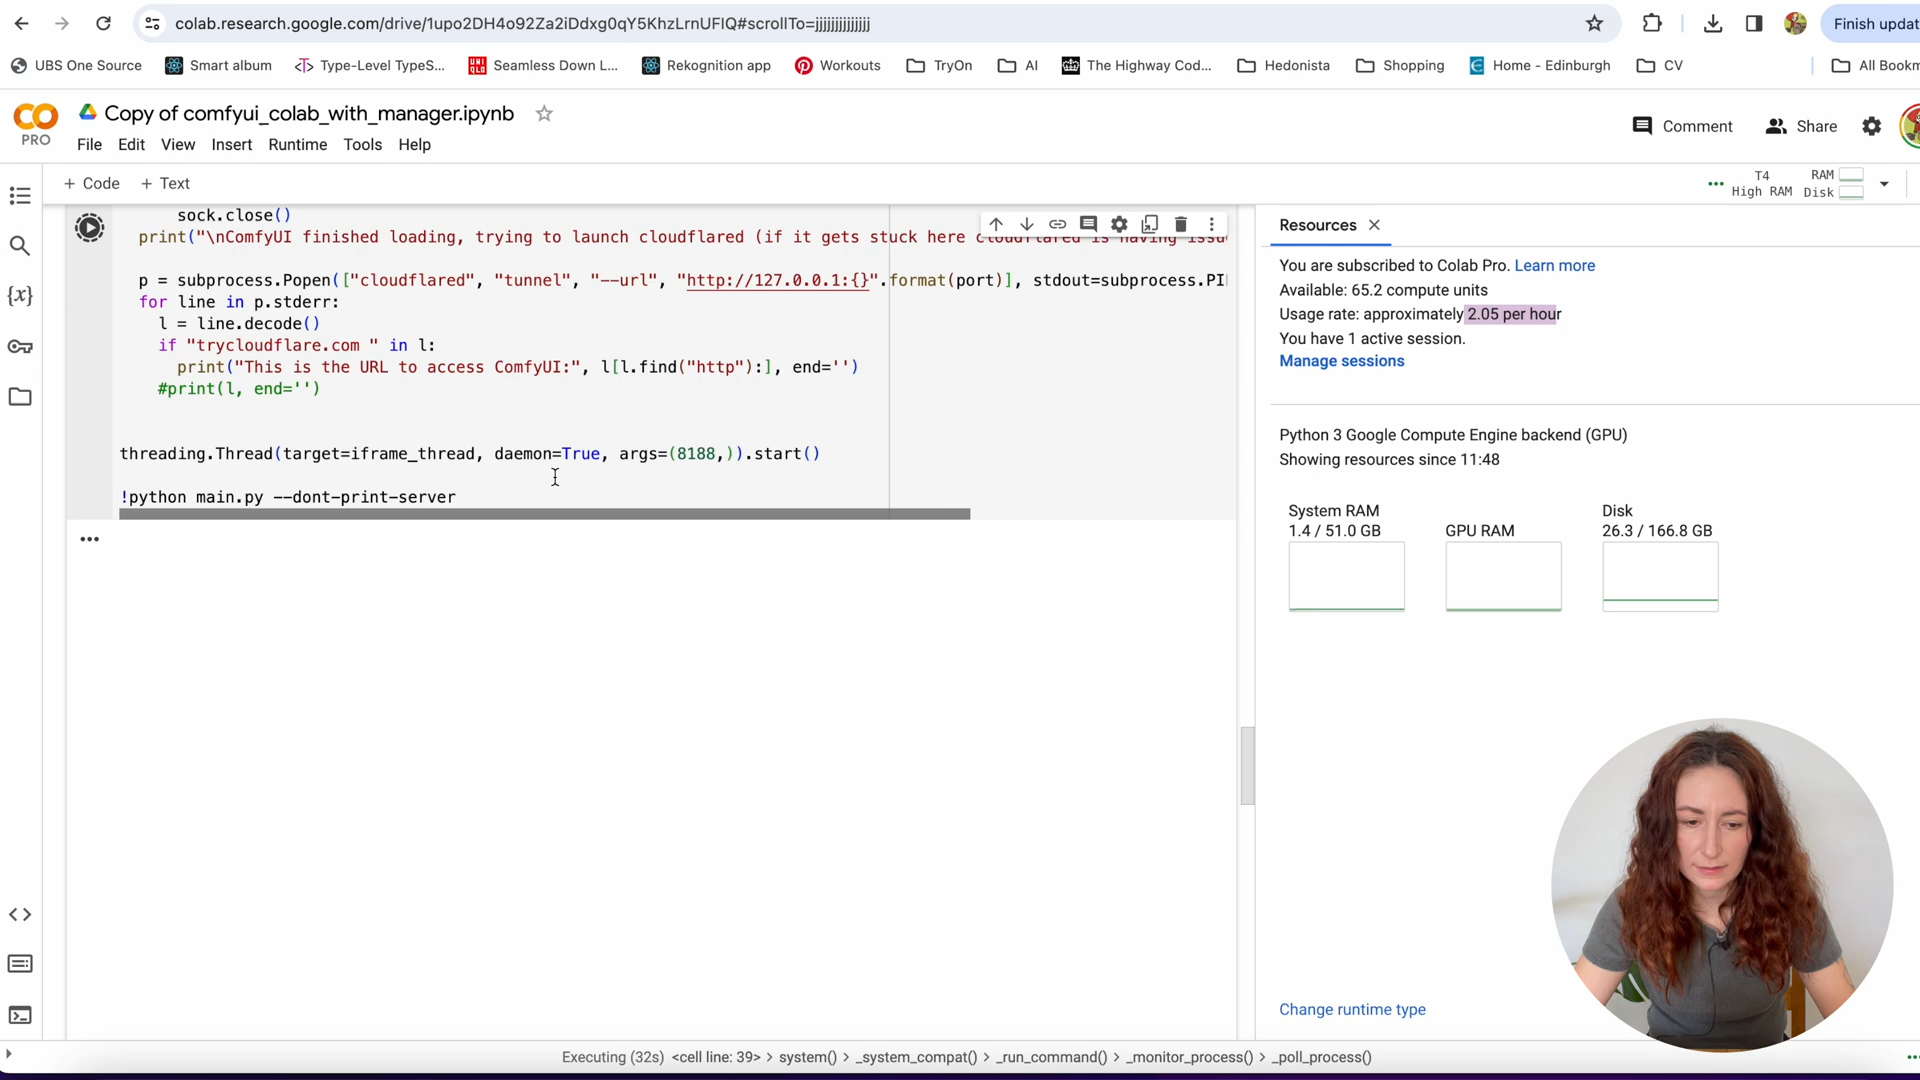 colab.research.google.com/drive/1upo2DH4o92Za2iDdxg0qY5KhzLrnUFIQ#scrollTo=jjjjjjjjjjjjjj
Finish updat
UBS One Source
Smart album
Type-Level TypeS...
Seamless Down L...
Rekognition app
Workouts
TryOn
AI
The Highway Cod...
Hedonista
Shopping
Home - Edinburgh
CV
All Bookm
CO
PRO
Copy of comfyui_colab_with_manager.ipynb
Comment
Share
File Edit View Insert Runtime Tools Help
+ Code + Text
T4
High RAM
RAM
Disk
sock.close()
print("\nComfyUI finished loading, trying to launch cloudflared (if it gets stuck here cloudflared is having issu
p = subprocess.Popen(["cloudflared", "tunnel", "--url", "http://127.0.0.1:{}".format(port)], stdout=subprocess.PI
for line in p.stderr:
l = line.decode()
if "trycloudflare.com " in l:
print("This is the URL to access ComfyUI:", l[l.find("http"):], end='')
#print(l, end='')
threading.Thread(target=iframe_thread, daemon=True, args=(8188,)).start()
!python main.py --dont-print-server
Resources
You are subscribed to Colab Pro. Learn more
Available: 65.2 compute units
Usage rate: approximately 2.05 per hour
You have 1 active session.
Manage sessions
Python 3 Google Compute Engine backend (GPU)
Showing resources since 11:48
System RAM
1.4 / 51.0 GB
GPU RAM
Disk
26.3 / 166.8 GB
Change runtime type
Executing (32s) <cell line: 39> > system() > _system_compat() > _run_command() > _monitor_process() > _poll_process()